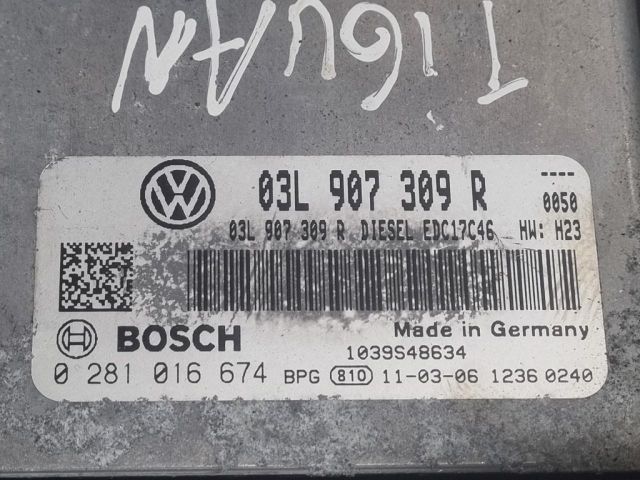 TIGUAN
VW
03L 907 309 R
----
0050
03L 907 309 R DIESEL EDC17C46 HW: H23
BOSCH
Made in Germany
1039S48634
0 281 016 674 BPG 810 11-03-06 1236 0240